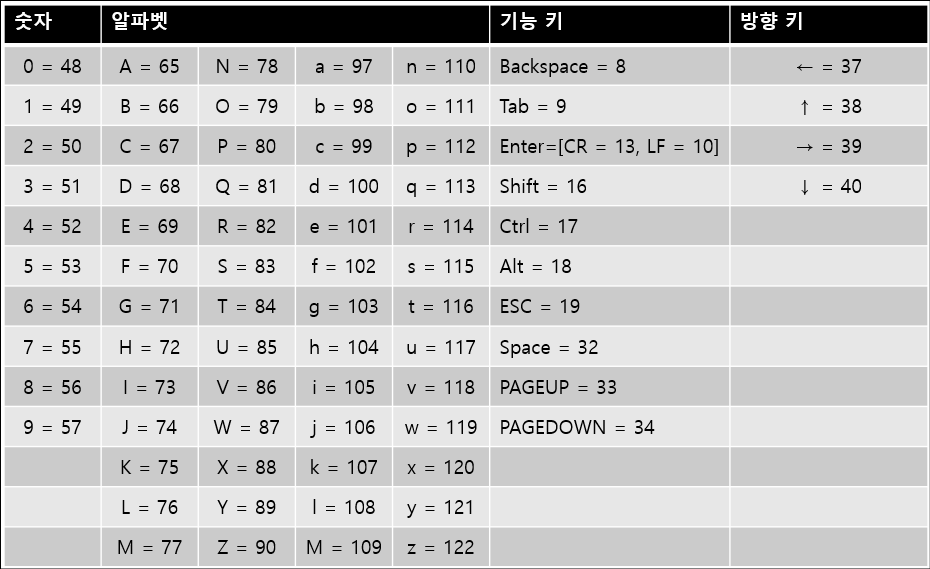 숫자 알파벳 기능 키 방향 키
0 = 48 A = 65 N = 78 a = 97 n = 110 Backspace = 8 ← = 37
1 = 49 B = 66 O = 79 b = 98 o = 111 Tab = 9 ↑ = 38
2 = 50 C = 67 P = 80 c = 99 p = 112 Enter=[CR = 13, LF = 10] → = 39
3 = 51 D = 68 Q = 81 d = 100 q = 113 Shift = 16 ↓ = 40
4 = 52 E = 69 R = 82 e = 101 r = 114 Ctrl = 17
5 = 53 F = 70 S = 83 f = 102 s = 115 Alt = 18
6 = 54 G = 71 T = 84 g = 103 t = 116 ESC = 19
7 = 55 H = 72 U = 85 h = 104 u = 117 Space = 32
8 = 56 I = 73 V = 86 i = 105 v = 118 PAGEUP = 33
9 = 57 J = 74 W = 87 j = 106 w = 119 PAGEDOWN = 34
K = 75 X = 88 k = 107 x = 120
L = 76 Y = 89 l = 108 y = 121
M = 77 Z = 90 M = 109 z = 122